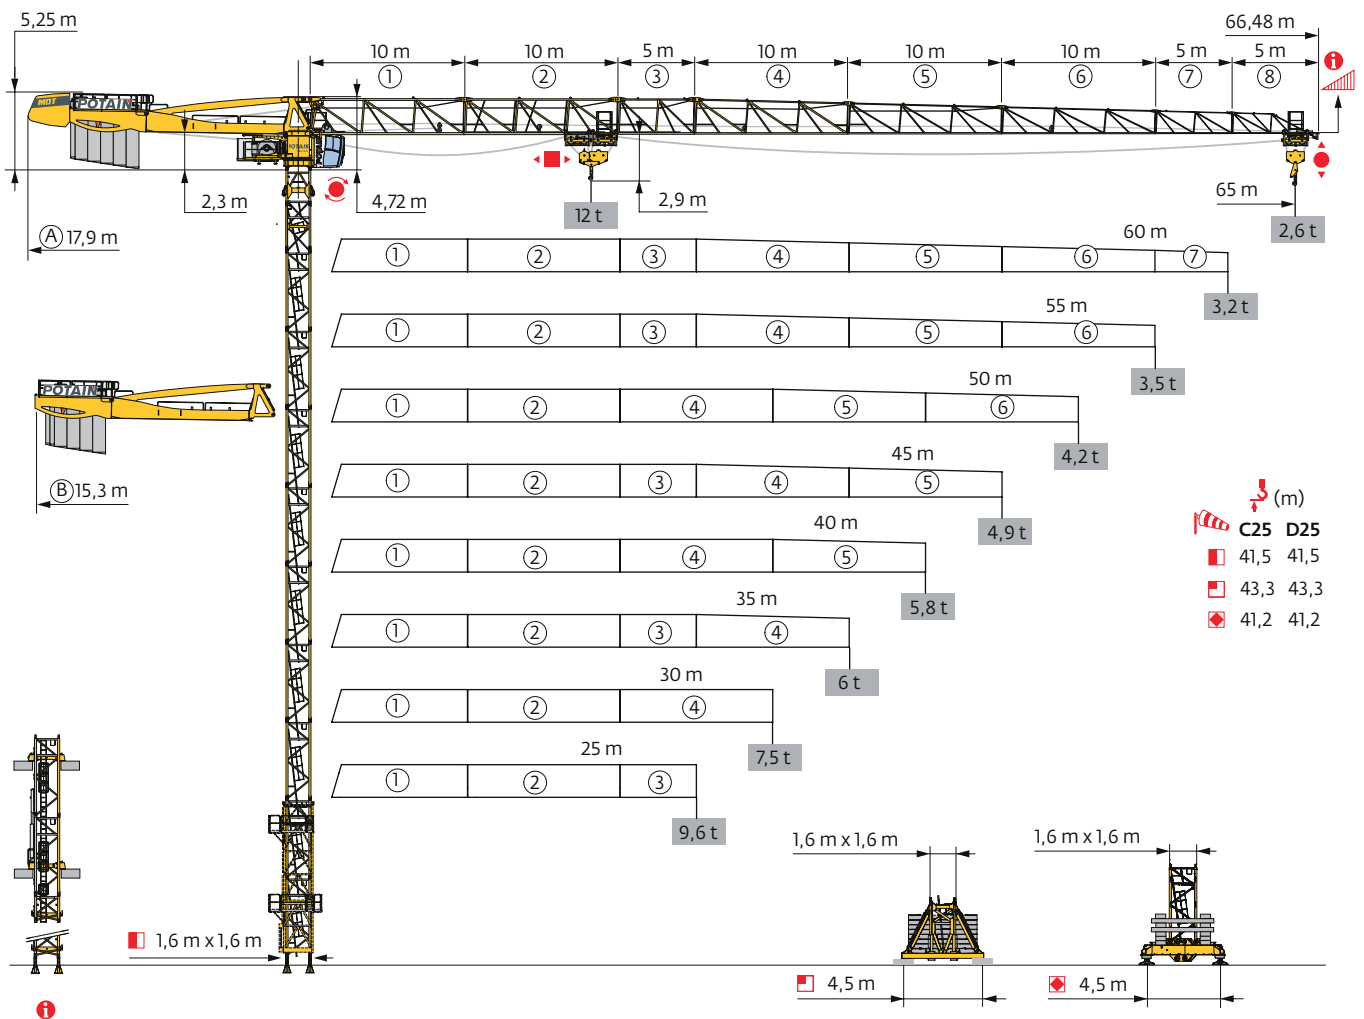 5,25 m
66,48 m
10 m 10 m 5 m 10 m 10 m 10 m 5 m 5 m
1 2 3 4 5 6 7 8
i
MDT POTAIN
POTAIN
2,3 m
4,72 m
2,9 m
65 m
12 t
2,6 t
A 17,9 m
60 m
1 2 3 4 5 6 7
3,2 t
55 m
1 2 3 4 5 6
3,5 t
50 m
POTAIN
1 2 4 5 6
4,2 t
45 m
B 15,3 m
1 2 3 4 5
4,9 t
(m)
C25 D25
41,5 41,5
43,3 43,3
41,2 41,2
40 m
1 2 4 5
5,8 t
35 m
1 2 3 4
6 t
30 m
1 2 4
7,5 t
25 m
1 2 3
9,6 t
1,6 m x 1,6 m
1,6 m x 1,6 m
1,6 m x 1,6 m
4,5 m
4,5 m
i